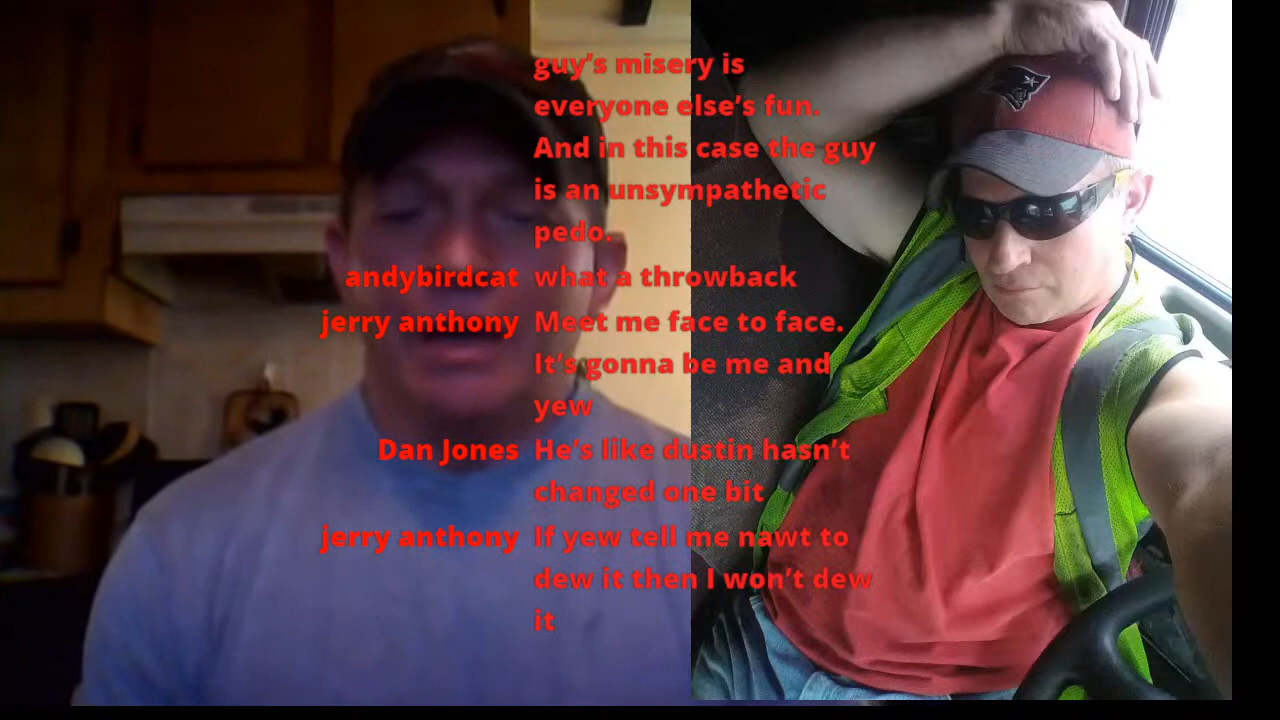 guy's misery is
everyone else's fun.
And in this case the guy
is an unsympathetic
pedo.
andybirdcat what a throwback
jerry anthony Meet me face to face.
It's gonna be me and
yew
Dan Jones He's like dustin hasn't
changed one bit
jerry anthony If yew tell me nawt to
dew it then I won't dew
it